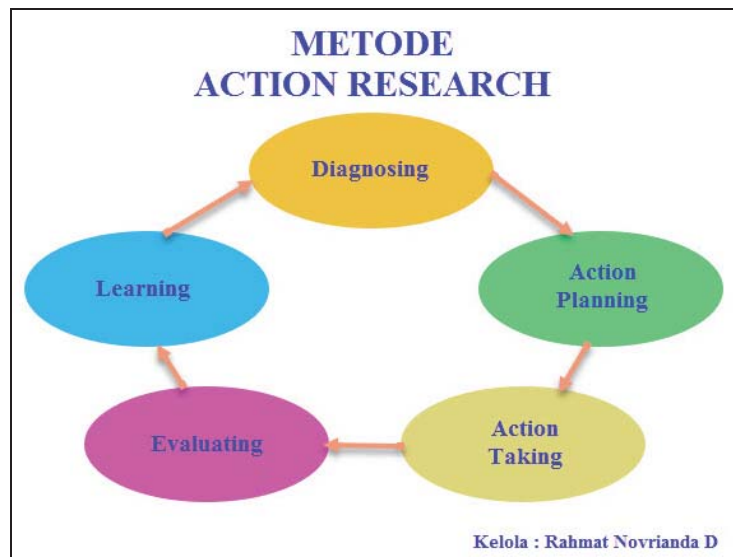 METODE
ACTION RESEARCH
Diagnosing
Action
Planning
Action
Taking
Evaluating
Learning
Kelola : Rahmat Novrianda D